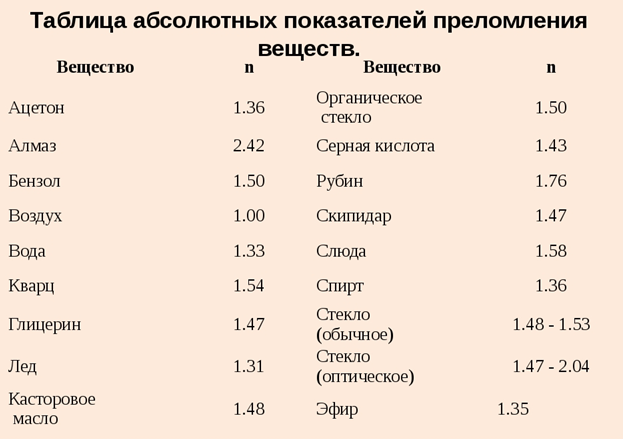 Таблица абсолютных показателей преломления
веществ.
Вещество n Вещество n
Ацетон 1.36 Органическое
стекло 1.50
Алмаз 2.42 Серная кислота 1.43
Бензол 1.50 Рубин 1.76
Воздух 1.00 Скипидар 1.47
Вода 1.33 Слюда 1.58
Кварц 1.54 Спирт 1.36
Глицерин 1.47 Стекло
(обычное) 1.48 - 1.53
Лед 1.31 Стекло
(оптическое) 1.47 - 2.04
Касторовое
масло 1.48 Эфир 1.35